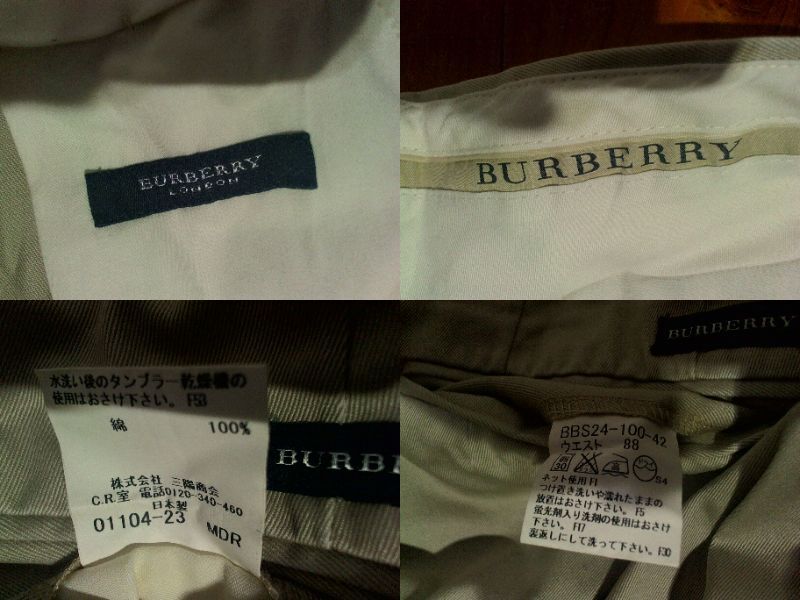 BURBERRY
LONDON
BURBERRY
水洗い後のタンブラー乾燥機の
使用はおさけ下さい。F53
綿 100%
株式会社 三陽商会
C.R.室 電話0120-340-460
日本製
01104-23 MDR
BURB
BURBERRY
BBS24-100-42
ウエスト 88
30 S4
ネット使用 F1
つけ置き洗いや濡れたままの
放置はおさけ下さい。F5
蛍光剤入り洗剤の使用はおさけ
下さい。F17
裏返しにして洗って下さい。F30